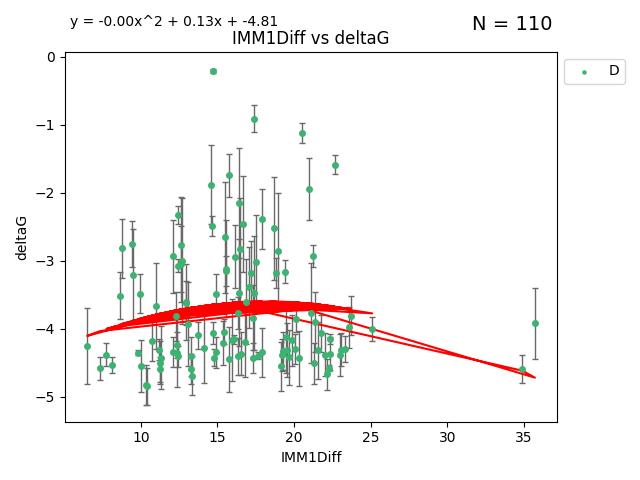 y = -0.00x^2 + 0.13x + -4.81
N = 110
IMM1Diff vs deltaG
D
deltaG
0
−1
−2
−3
−4
−5
10 15 20 25 30 35
IMM1Diff